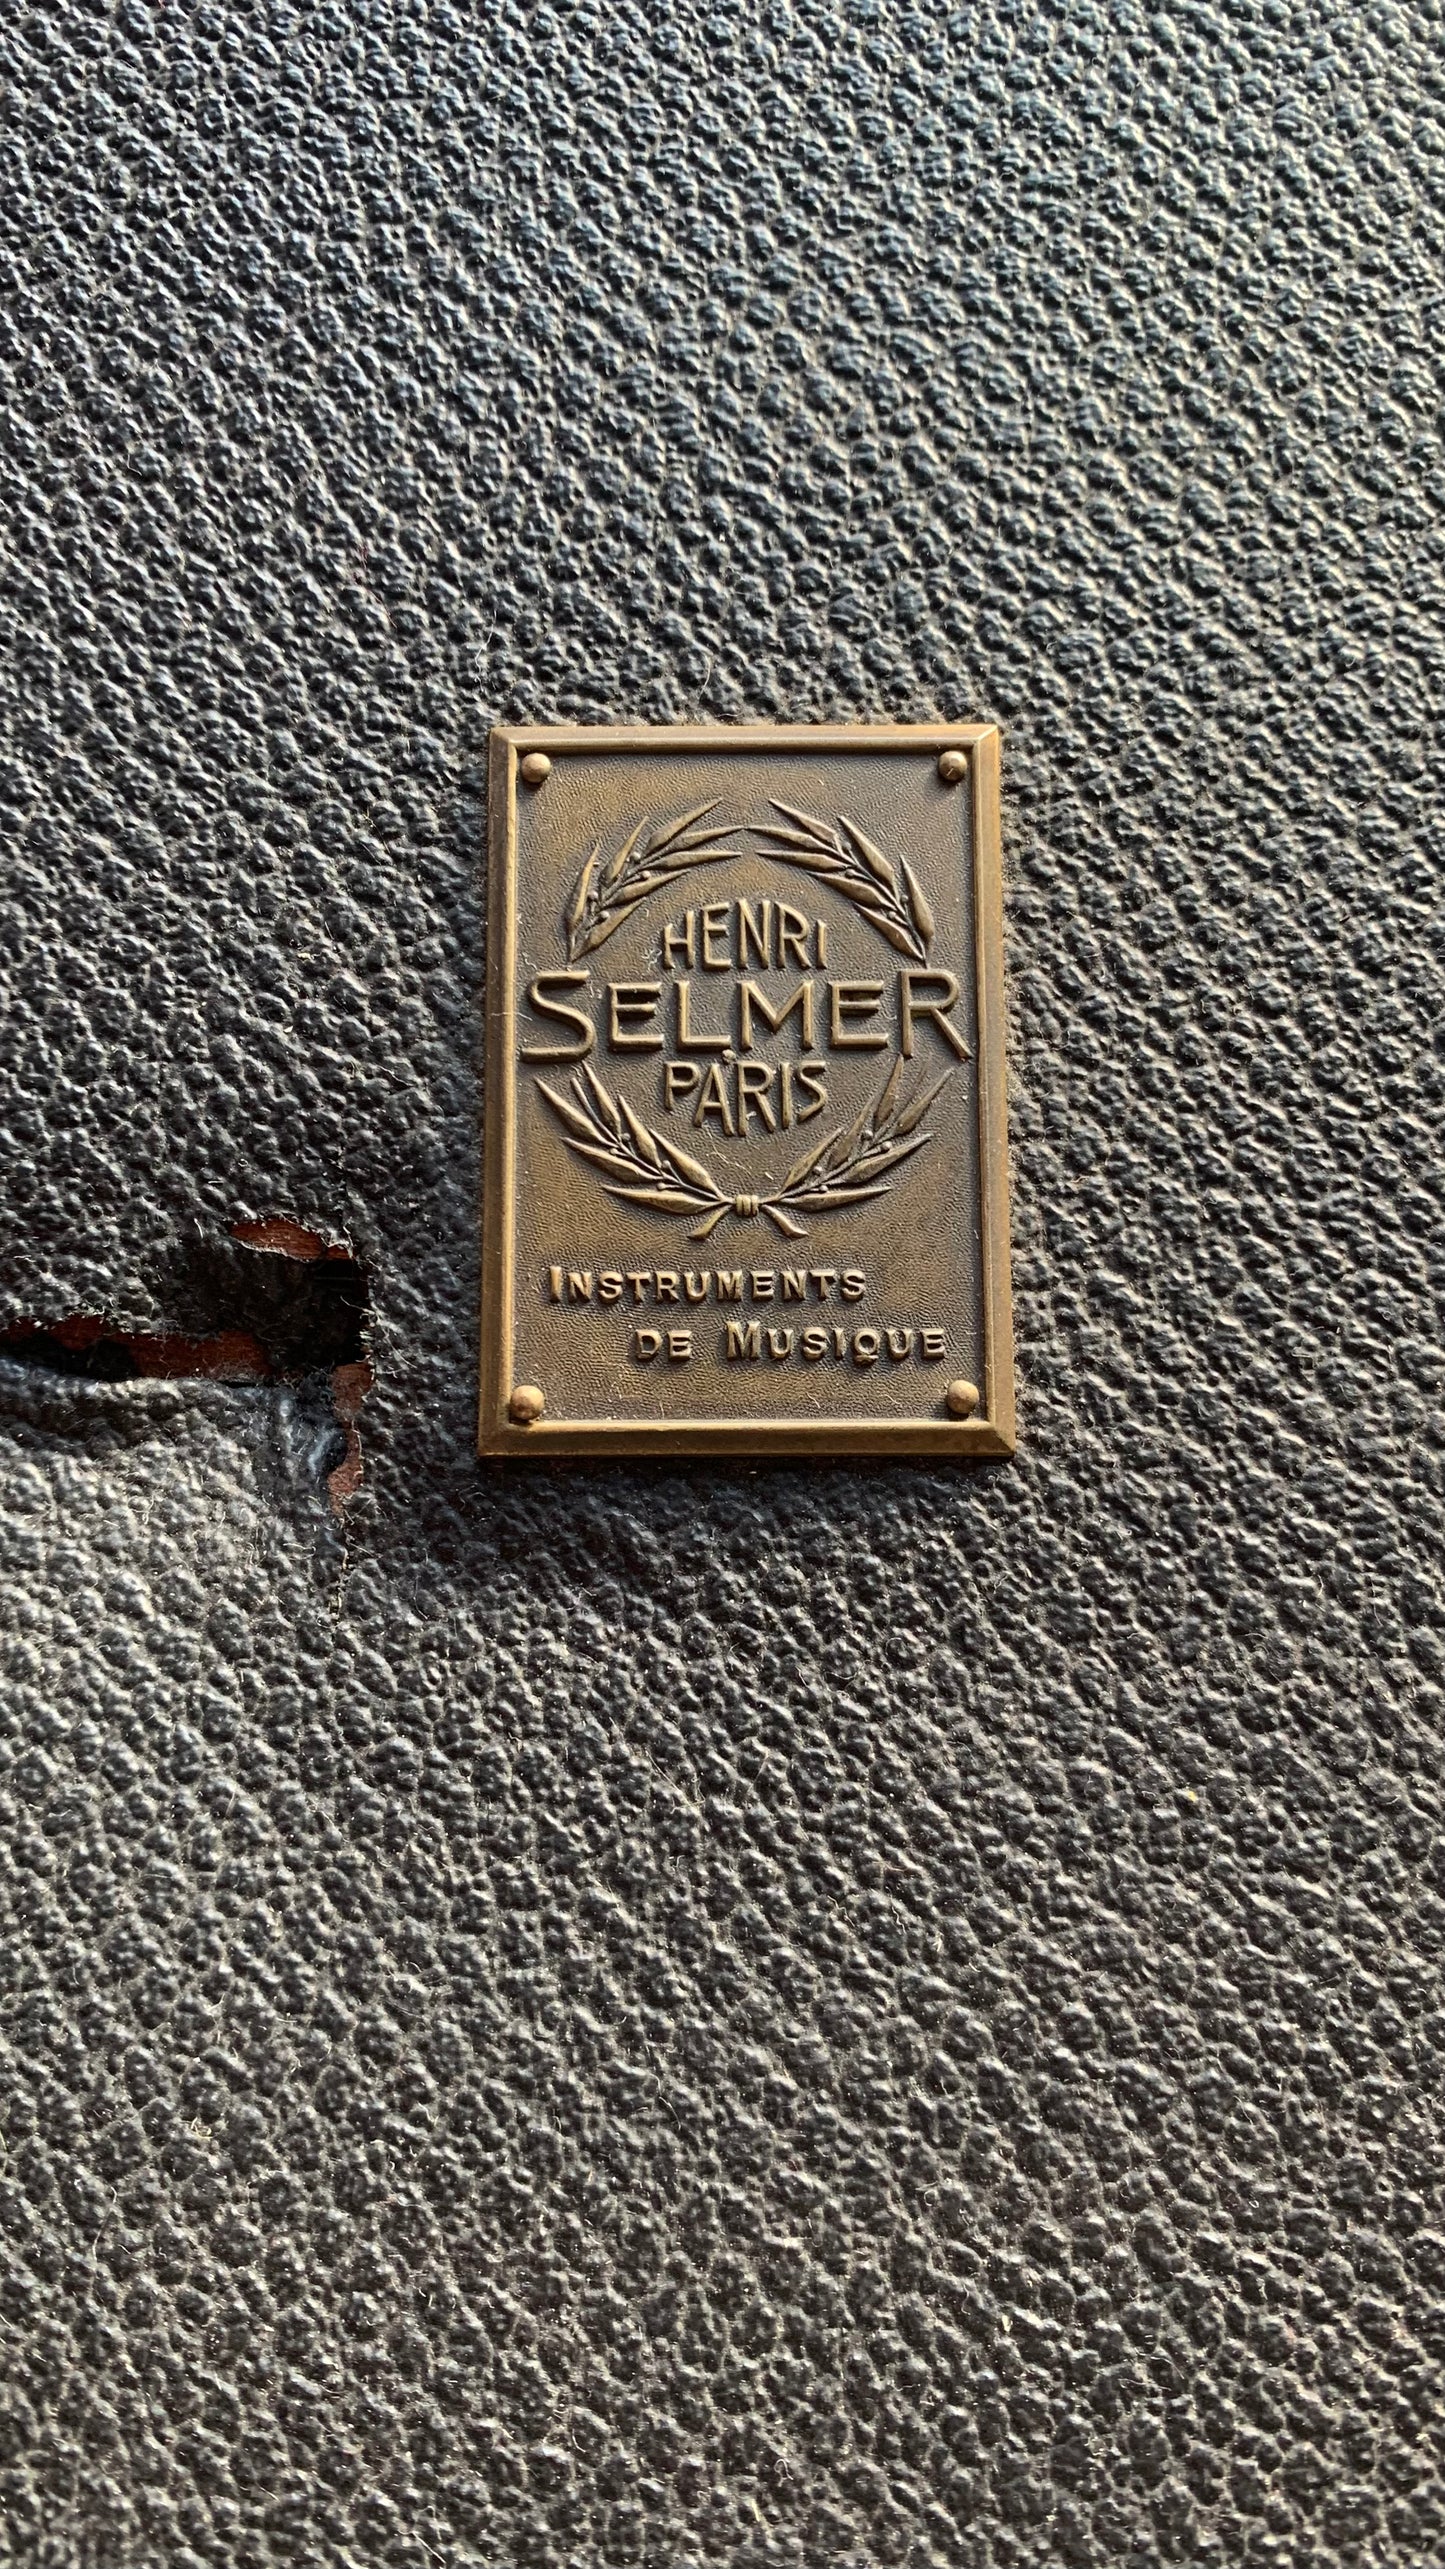 HENRI
SELMER
PARIS
INSTRUMENTS
DE MUSIQUE